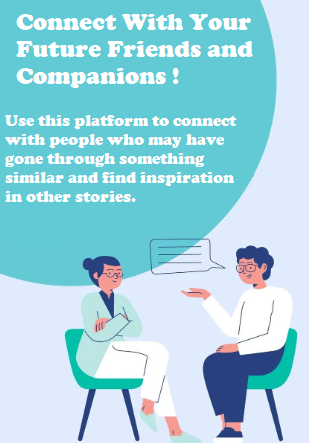 Connect With Your
Future Friends and
Companions !
Use this platform to connect
with people who may have
gone through something
similar and find inspiration
in other stories.